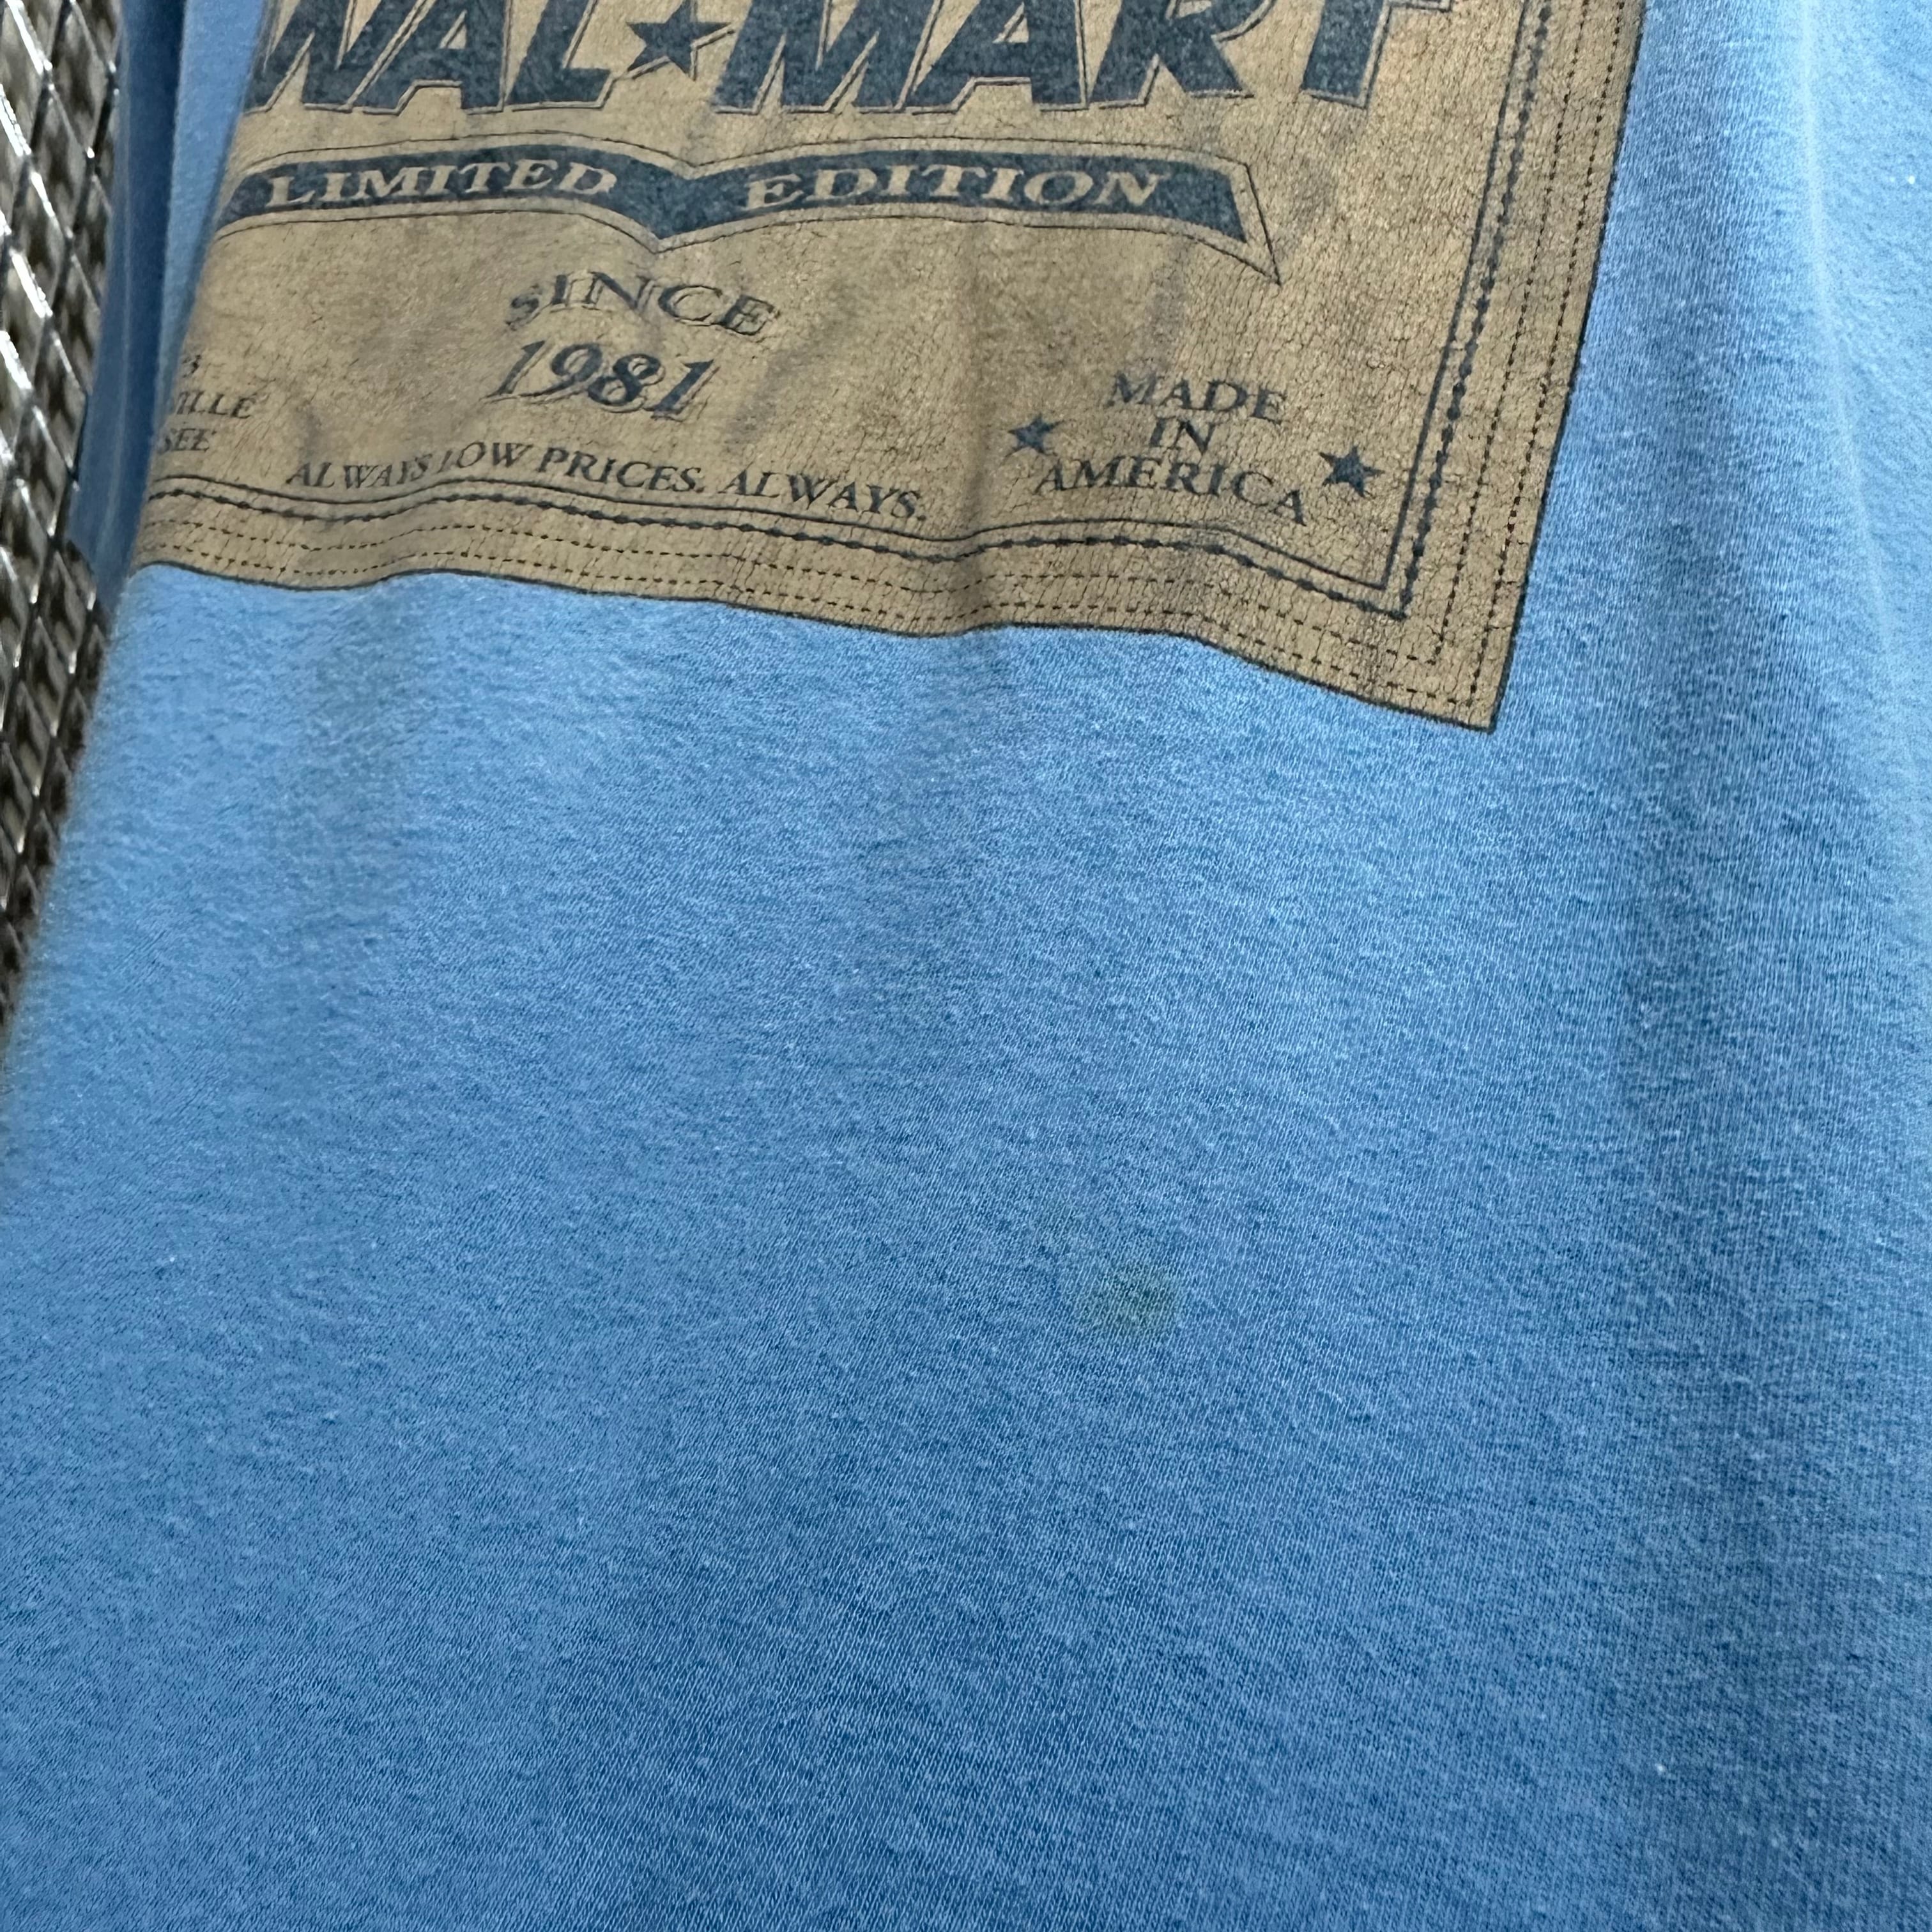 WAL★MART
LIMITED EDITION
SINCE
1981
ALWAYS LOW PRICES. ALWAYS.
MADE
IN
AMERICA